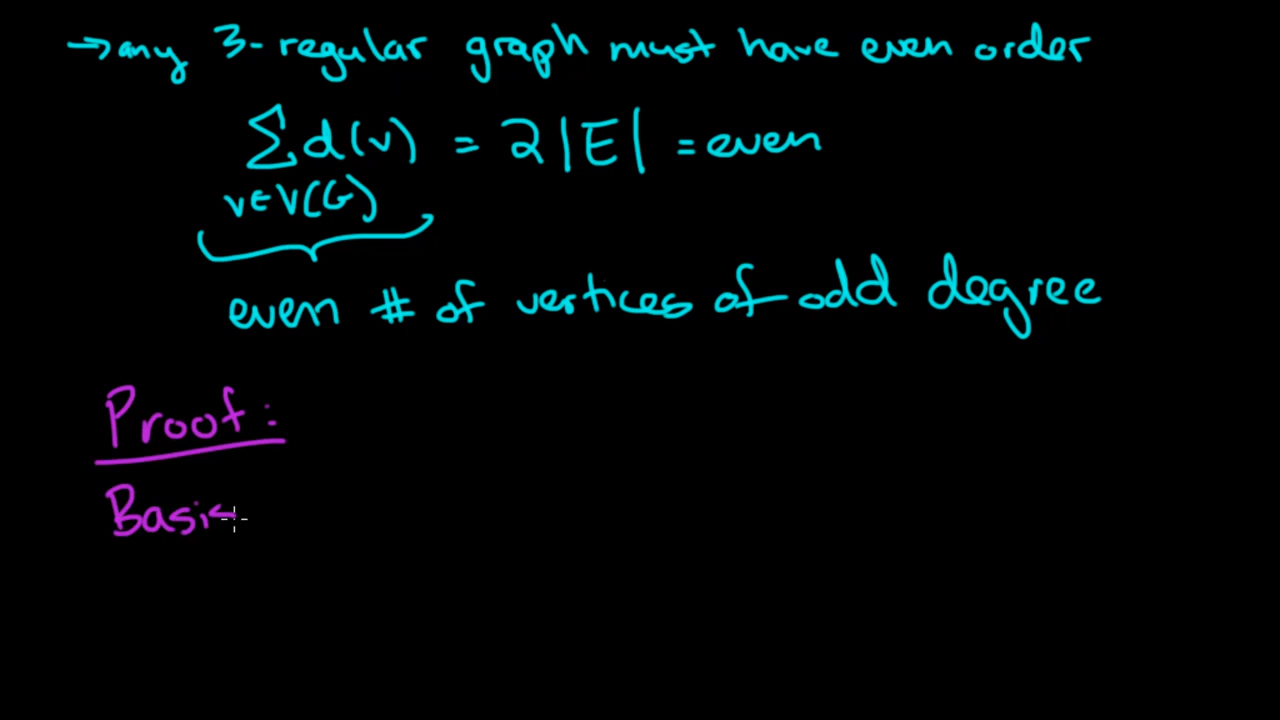 → any 3-regular graph must have even order
∑ d(v) = 2|E| = even
v∈V(G)
even # of vertices of odd degree
Proof:
Basis